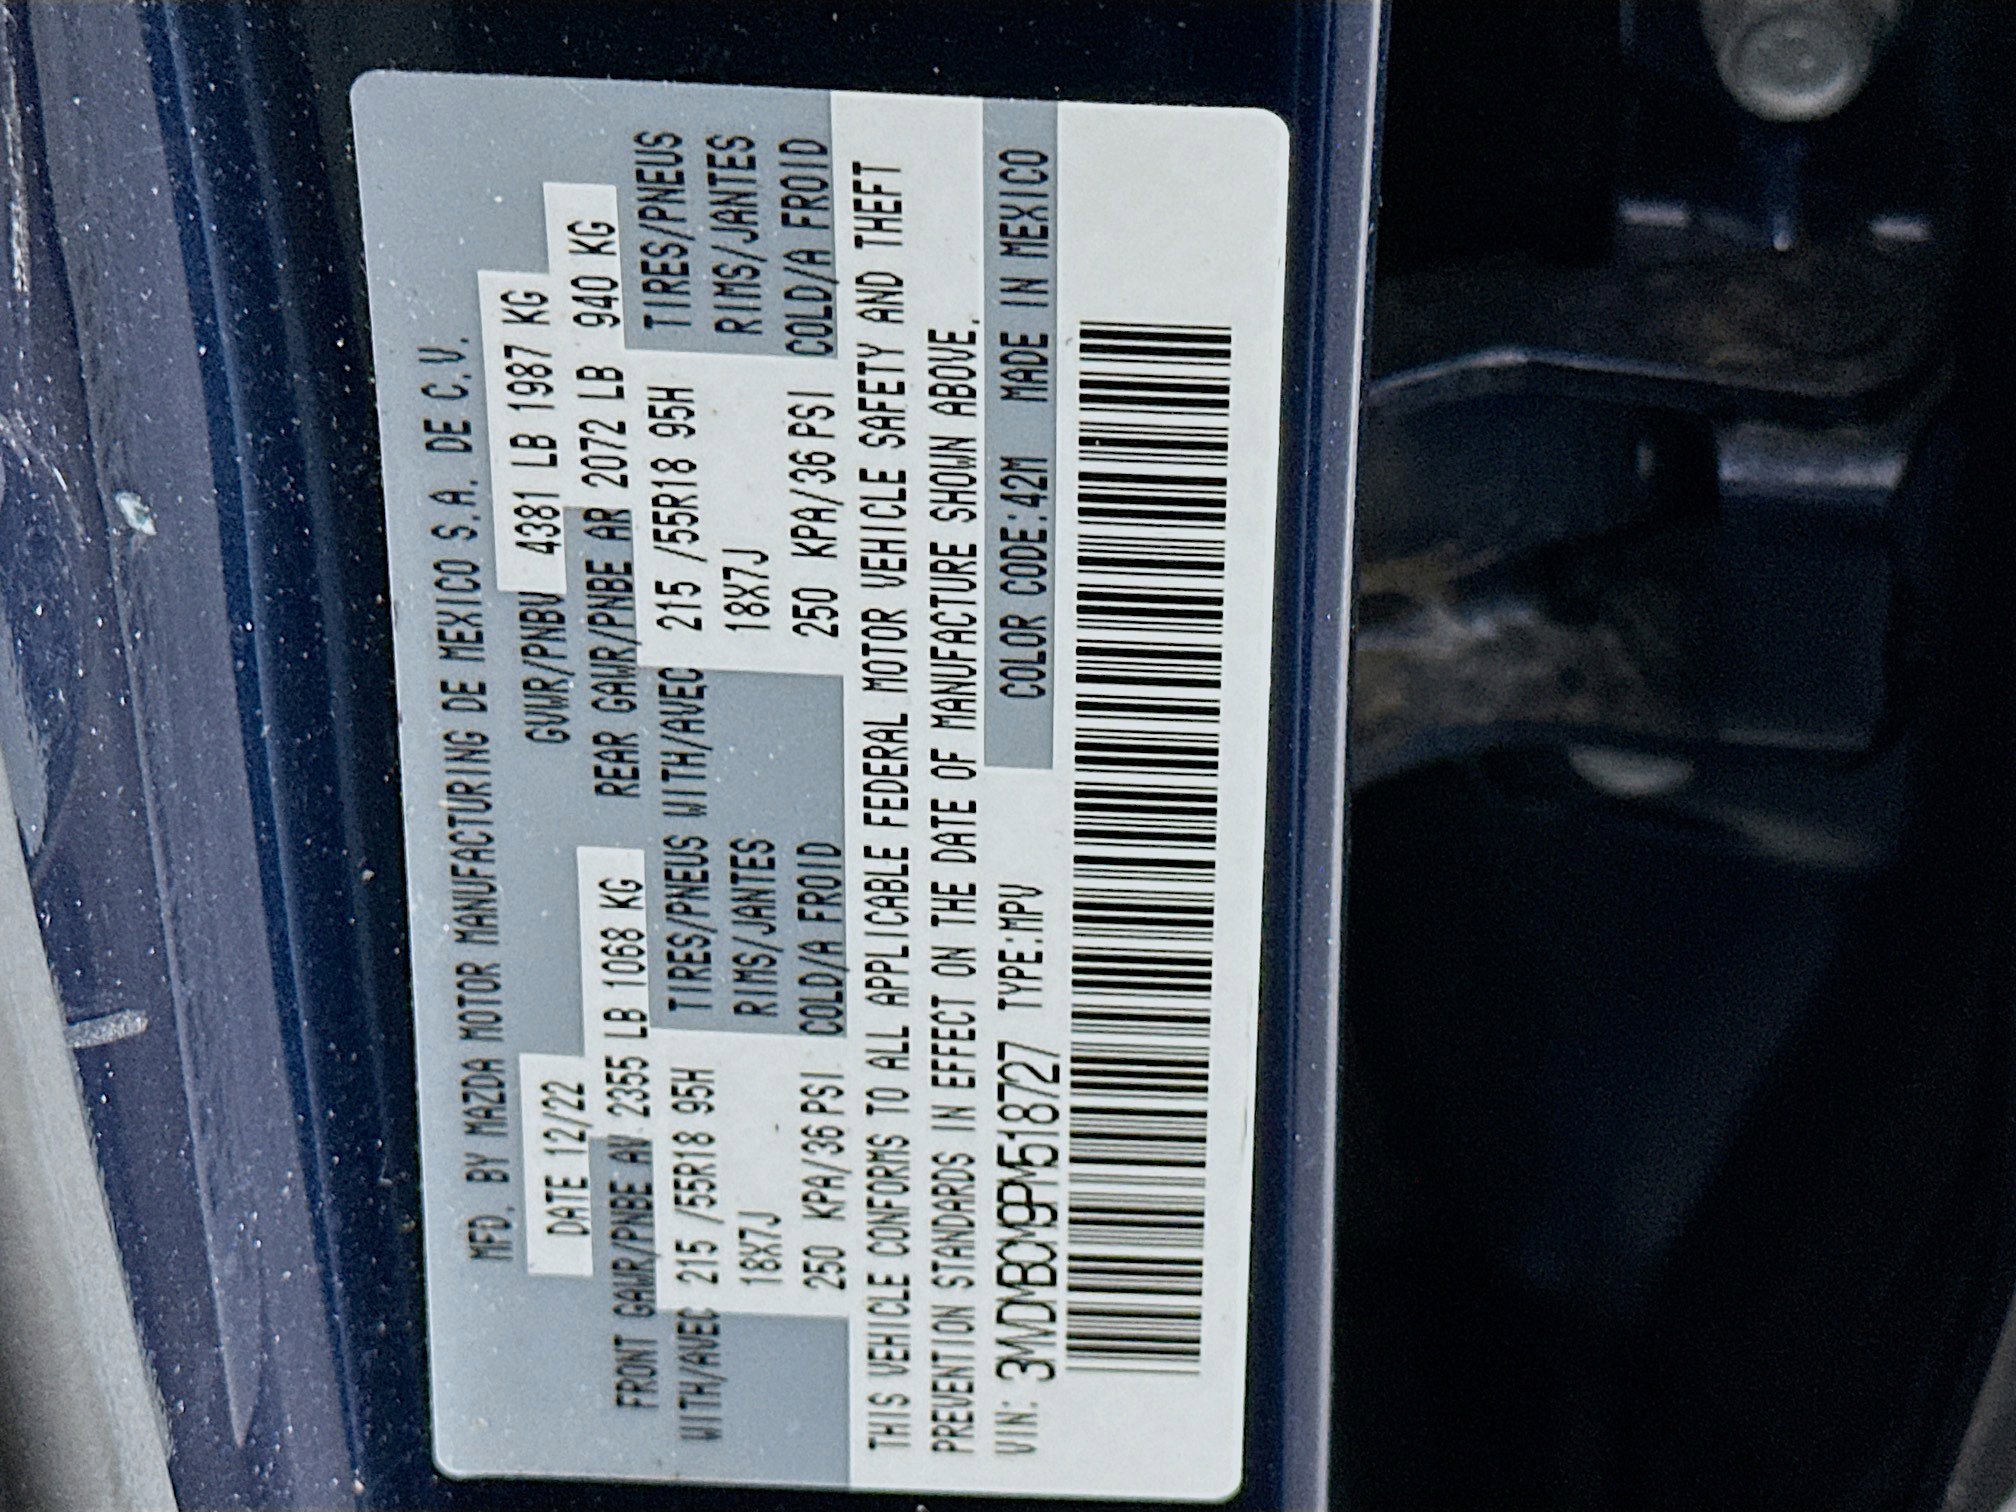 MFD. BY MAZDA MOTOR MANUFACTURING DE MEXICO S.A. DE C.V.
DATE 12/22 GVWR/PNBV 4381 LB 1987 KG
FRONT GAWR/PNBE AV 2355 LB 1068 KG REAR GAWR/PNBE AR 2072 LB 940 KG
WITH/AVEC 215 /55R18 95H TIRES/PNEUS WITH/AVEC 215 /55R18 95H TIRES/PNEUS
18X7J RIMS/JANTES 18X7J RIMS/JANTES
250 KPA/36 PSI COLD/A FROID 250 KPA/36 PSI COLD/A FROID
THIS VEHICLE CONFORMS TO ALL APPLICABLE FEDERAL MOTOR VEHICLE SAFETY AND THEFT
PREVENTION STANDARDS IN EFFECT ON THE DATE OF MANUFACTURE SHOWN ABOVE.
VIN: 3MVDMBCM9PM518727 TYPE:MPV COLOR CODE:42M MADE IN MEXICO